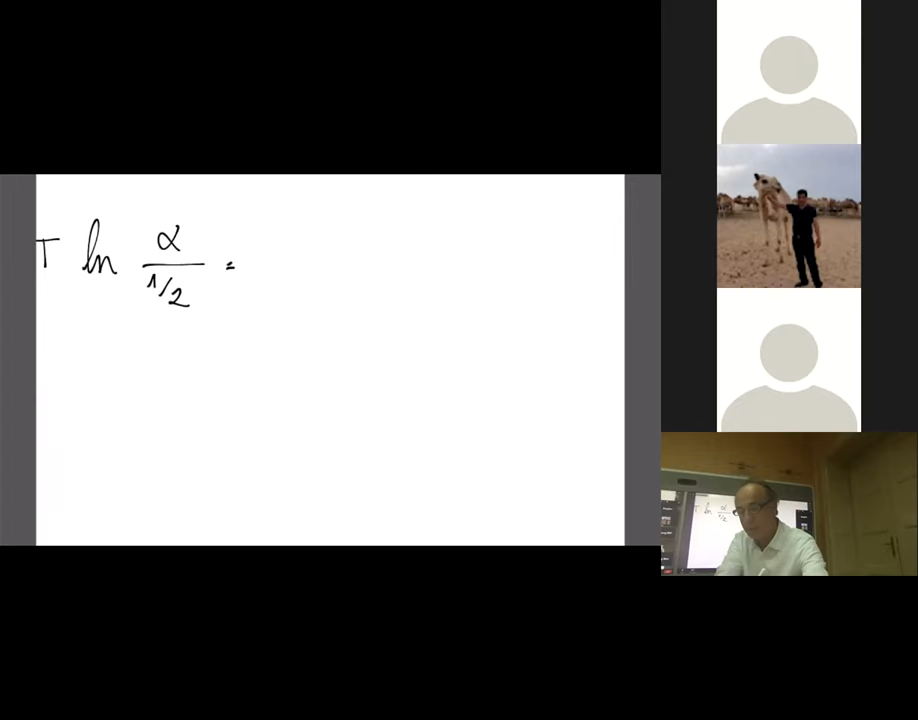 T ln α / 1/2 =